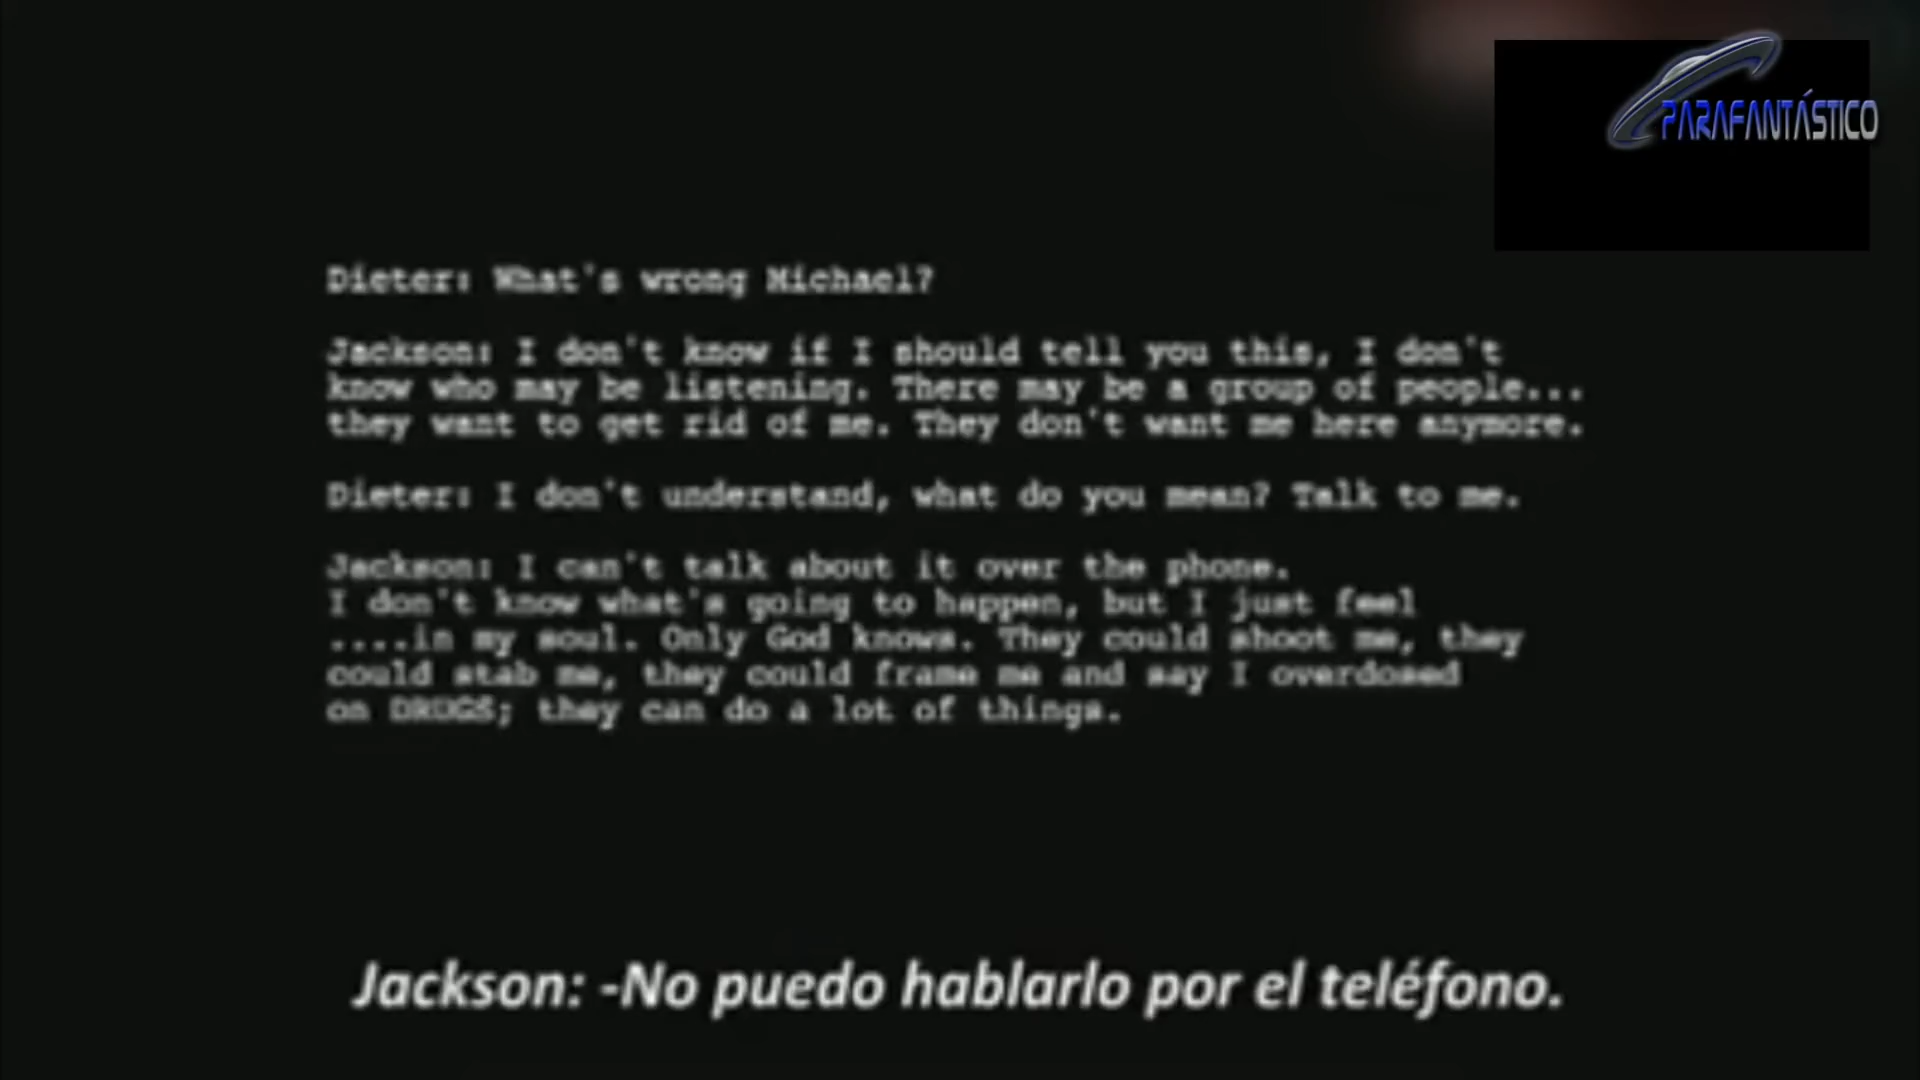 PARAFANTÁSTICO
Dieter: What's wrong Michael?
Jackson: I don't know if I should tell you this, I don't
know who may be listening. There may be a group of people...
they want to get rid of me. They don't want me here anymore.
Dieter: I don't understand, what do you mean? Talk to me.
Jackson: I can't talk about it over the phone.
I don't know what's going to happen, but I just feel
....in my soul. Only God knows. They could shoot me, they
could stab me, they could frame me and say I overdosed
on DRUGS; they can do a lot of things.
Jackson: -No puedo hablarlo por el teléfono.